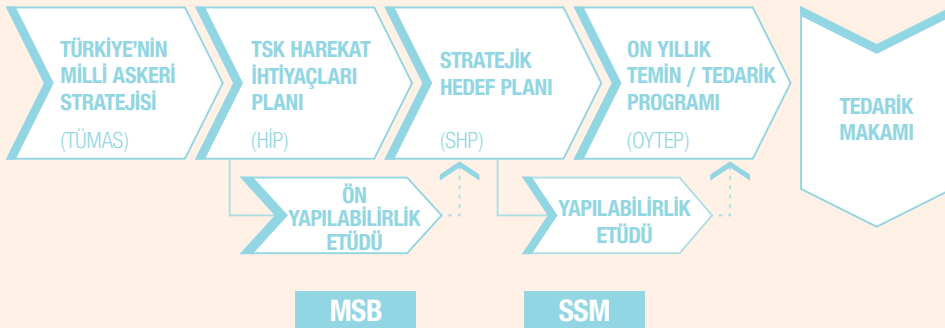 TÜRKİYE'NİN
MİLLİ ASKERİ
STRATEJİSİ
(TÜMAS)
TSK HAREKAT
İHTİYAÇLARI
PLANI
(HİP)
STRATEJİK
HEDEF PLANI
(SHP)
ON YILLIK
TEMİN / TEDARİK
PROGRAMI
(OYTEP)
TEDARİK
MAKAMI
ÖN
YAPILABİLİRLİK
ETÜDÜ
YAPILABİLİRLİK
ETÜDÜ
MSB
SSM